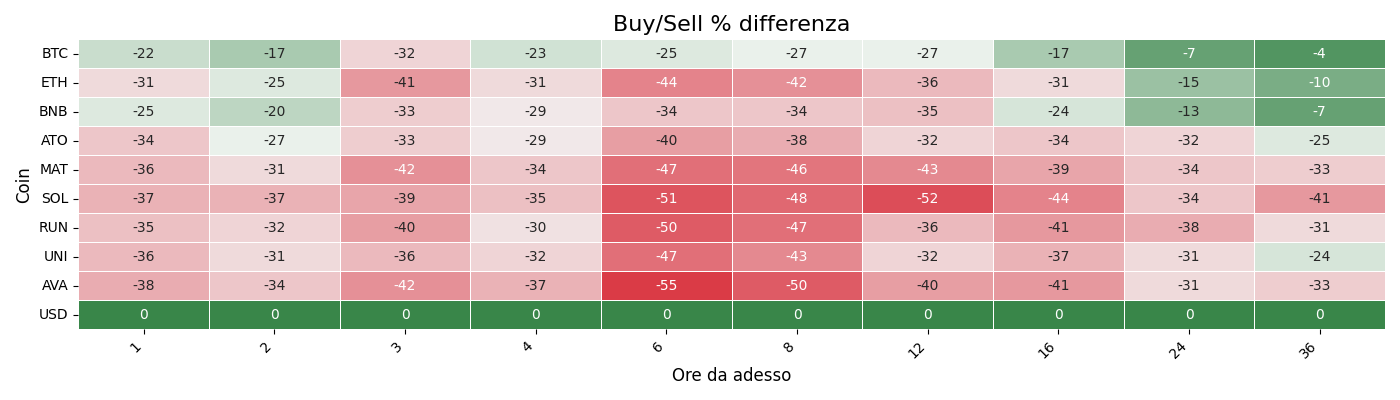 Buy/Sell % differenza
Coin
BTC -22 -17 -32 -23 -25 -27 -27 -17 -7 -4
ETH -31 -25 -41 -31 -44 -42 -36 -31 -15 -10
BNB -25 -20 -33 -29 -34 -34 -35 -24 -13 -7
ATO -34 -27 -33 -29 -40 -38 -32 -34 -32 -25
MAT -36 -31 -42 -34 -47 -46 -43 -39 -34 -33
SOL -37 -37 -39 -35 -51 -48 -52 -44 -34 -41
RUN -35 -32 -40 -30 -50 -47 -36 -41 -38 -31
UNI -36 -31 -36 -32 -47 -43 -32 -37 -31 -24
AVA -38 -34 -42 -37 -55 -50 -40 -41 -31 -33
USD 0 0 0 0 0 0 0 0 0 0
1 2 3 4 6 8 12 16 24 36
Ore da adesso